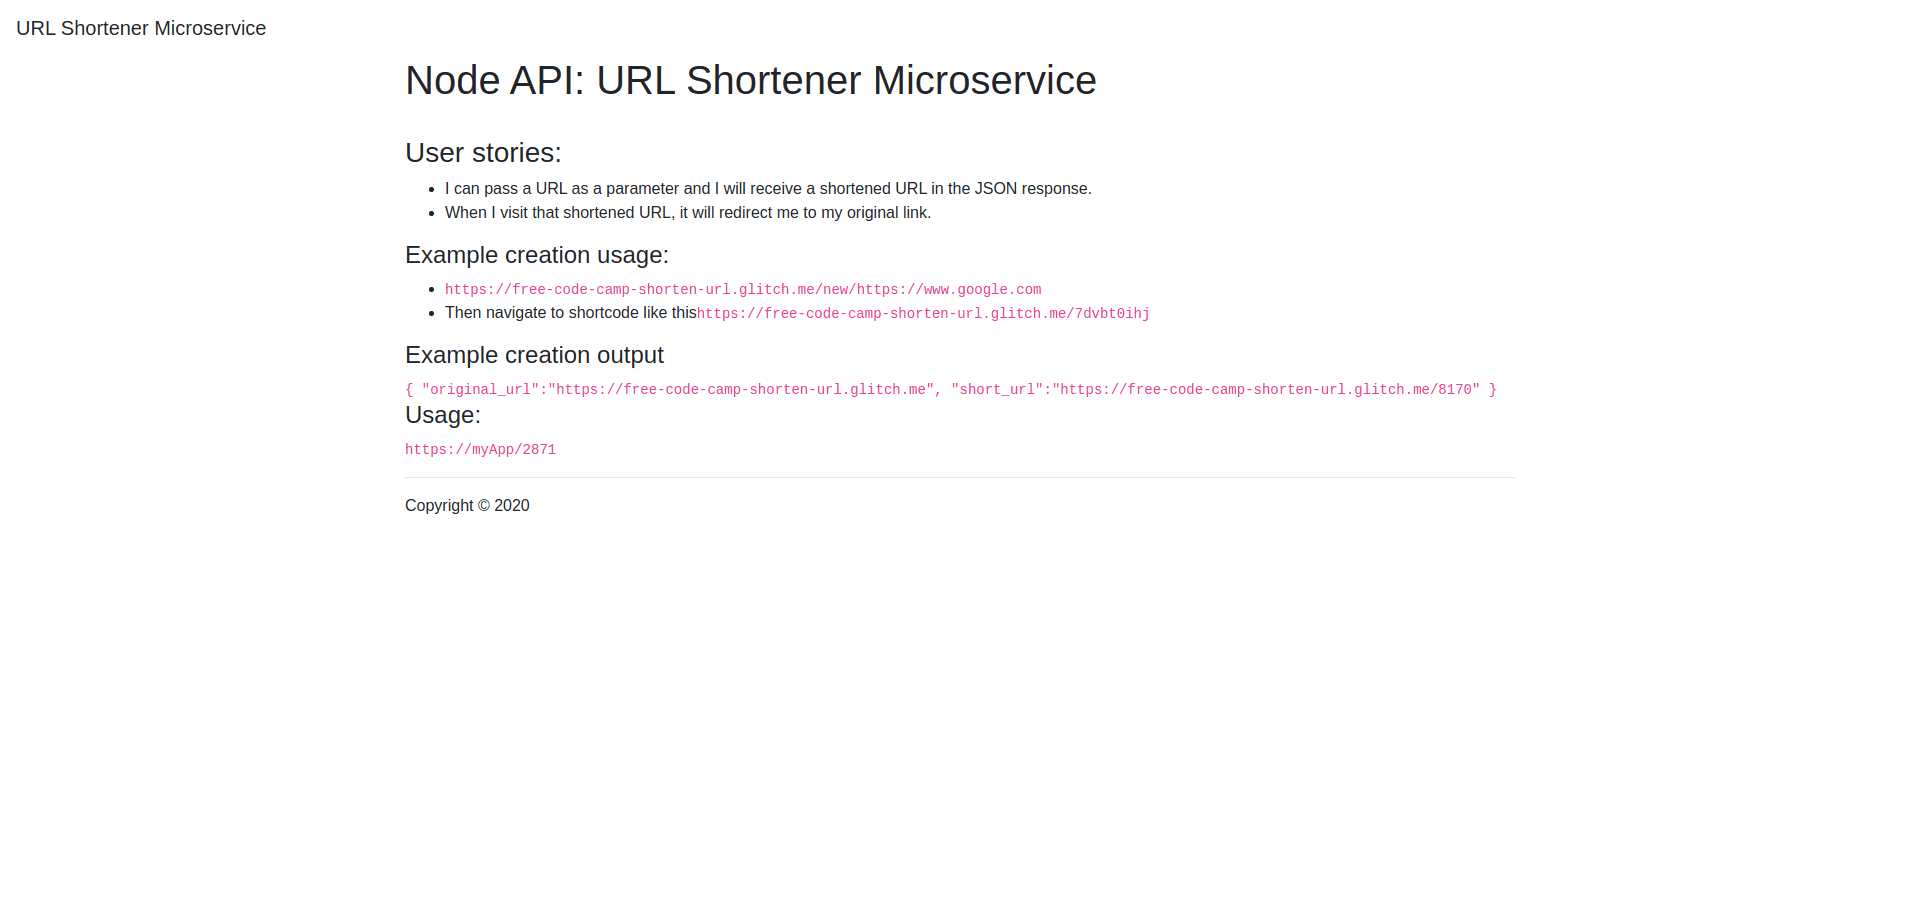 URL Shortener Microservice
Node API: URL Shortener Microservice
User stories:
I can pass a URL as a parameter and I will receive a shortened URL in the JSON response.
When I visit that shortened URL, it will redirect me to my original link.
Example creation usage:
https://free-code-camp-shorten-url.glitch.me/new/https://www.google.com
Then navigate to shortcode like thishttps://free-code-camp-shorten-url.glitch.me/7dvbt0ihj
Example creation output
{ "original_url":"https://free-code-camp-shorten-url.glitch.me", "short_url":"https://free-code-camp-shorten-url.glitch.me/8170" }
Usage:
https://myApp/2871
Copyright © 2020